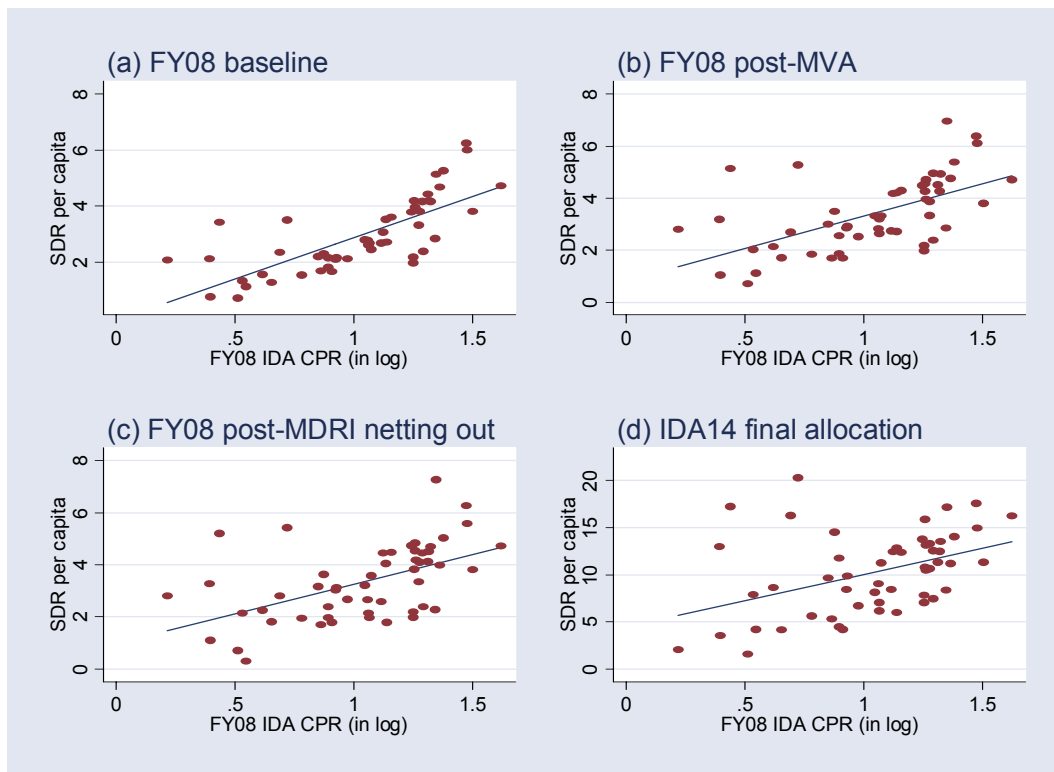 (a) FY08 baseline
SDR per capita
8
6
4
2
0
.5
1
1.5
FY08 IDA CPR (in log)
(b) FY08 post-MVA
SDR per capita
8
6
4
2
0
0
.5
1
1.5
FY08 IDA CPR (in log)
(c) FY08 post-MDRI netting out
SDR per capita
8
6
4
2
0
0
.5
1
1.5
FY08 IDA CPR (in log)
(d) IDA14 final allocation
SDR per capita
20
15
10
5
0
0
.5
1
1.5
FY08 IDA CPR (in log)